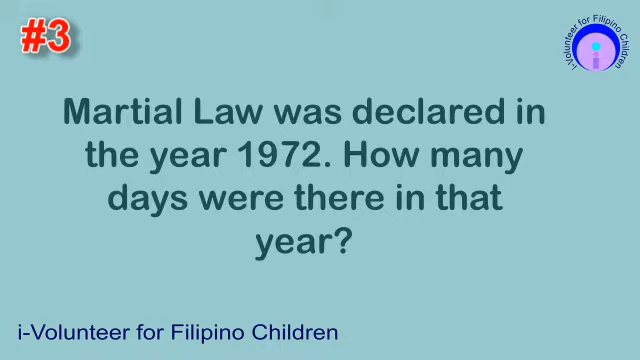 #3
i-Volunteer for Filipino Children
Martial Law was declared in
the year 1972. How many
days were there in that
year?
i-Volunteer for Filipino Children